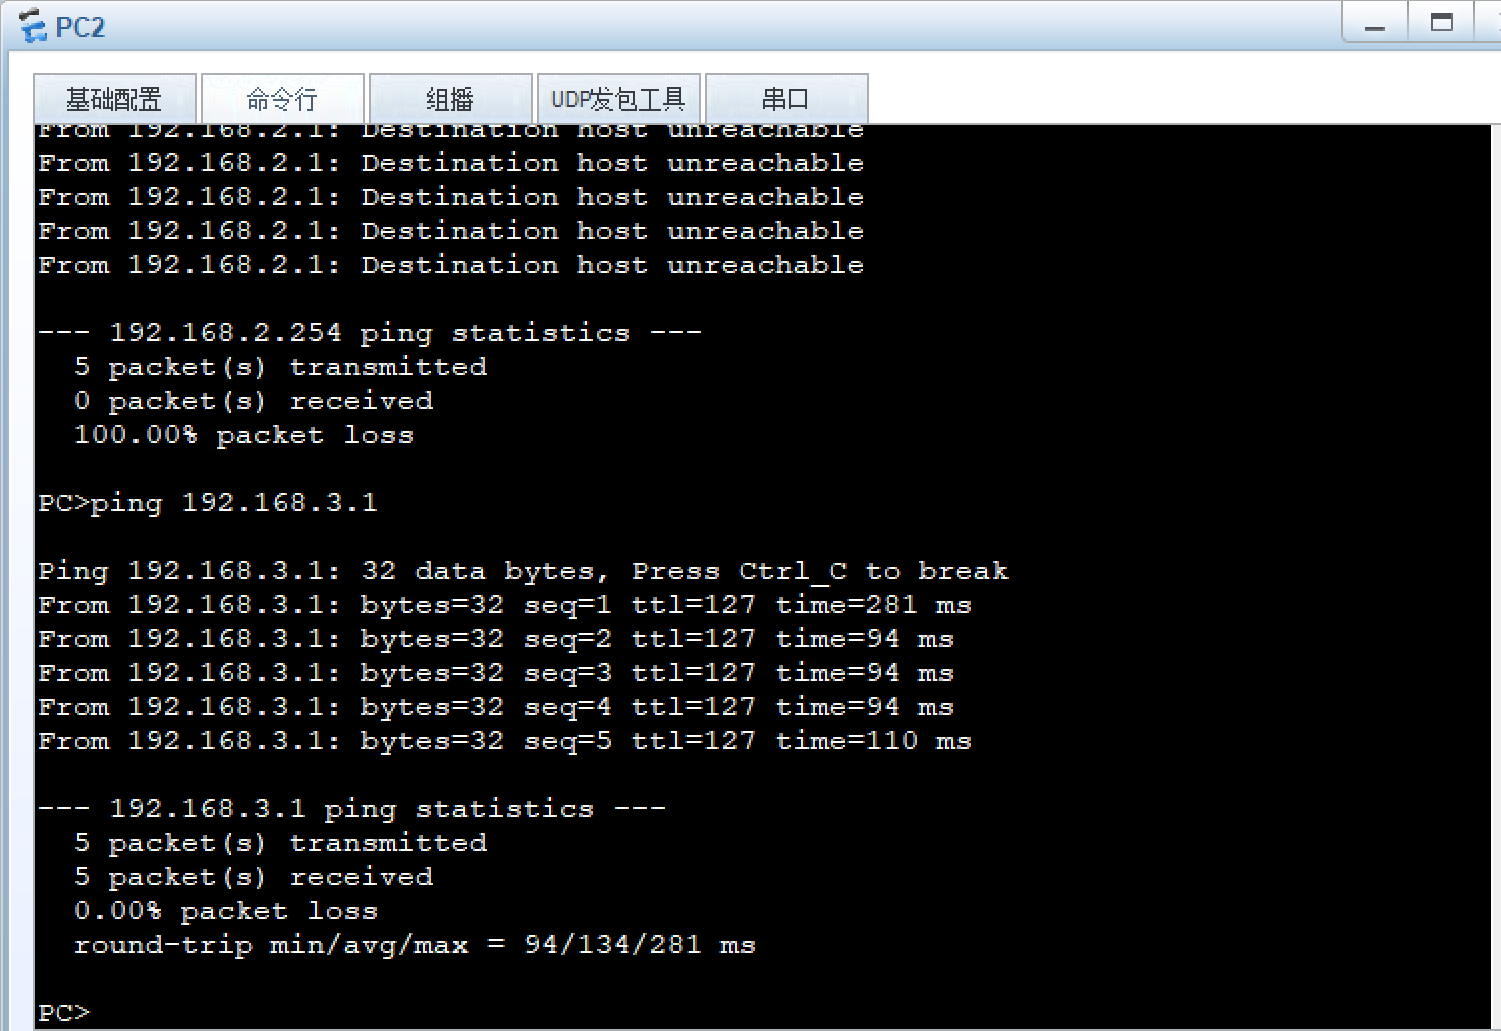 PC2
基础配置 命令行 组播 UDP发包工具 串口
From 192.168.2.1: Destination host unreachable
From 192.168.2.1: Destination host unreachable
From 192.168.2.1: Destination host unreachable
From 192.168.2.1: Destination host unreachable
From 192.168.2.1: Destination host unreachable
--- 192.168.2.254 ping statistics ---
5 packet(s) transmitted
0 packet(s) received
100.00% packet loss
PC>ping 192.168.3.1
Ping 192.168.3.1: 32 data bytes, Press Ctrl_C to break
From 192.168.3.1: bytes=32 seq=1 ttl=127 time=281 ms
From 192.168.3.1: bytes=32 seq=2 ttl=127 time=94 ms
From 192.168.3.1: bytes=32 seq=3 ttl=127 time=94 ms
From 192.168.3.1: bytes=32 seq=4 ttl=127 time=94 ms
From 192.168.3.1: bytes=32 seq=5 ttl=127 time=110 ms
--- 192.168.3.1 ping statistics ---
5 packet(s) transmitted
5 packet(s) received
0.00% packet loss
round-trip min/avg/max = 94/134/281 ms
PC>